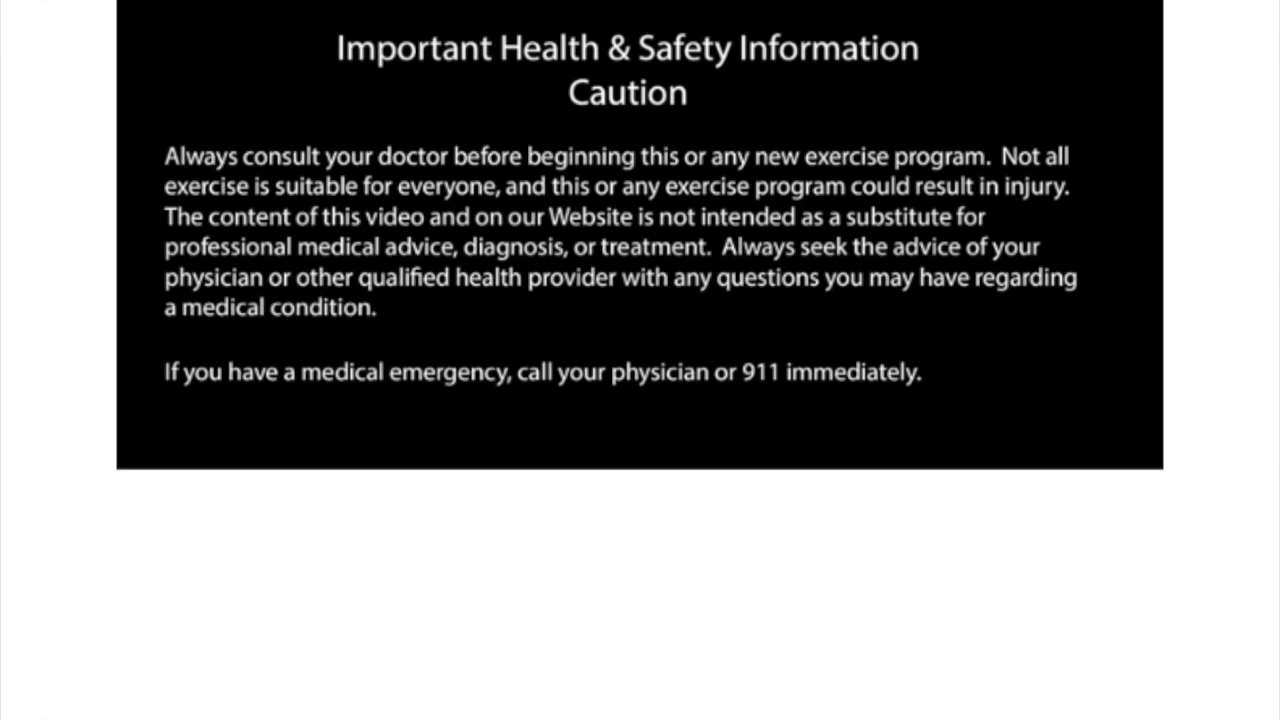 Important Health & Safety Information
Caution
Always consult your doctor before beginning this or any new exercise program.  Not all
exercise is suitable for everyone, and this or any exercise program could result in injury.
The content of this video and on our Website is not intended as a substitute for
professional medical advice, diagnosis, or treatment.  Always seek the advice of your
physician or other qualified health provider with any questions you may have regarding
a medical condition.
If you have a medical emergency, call your physician or 911 immediately.